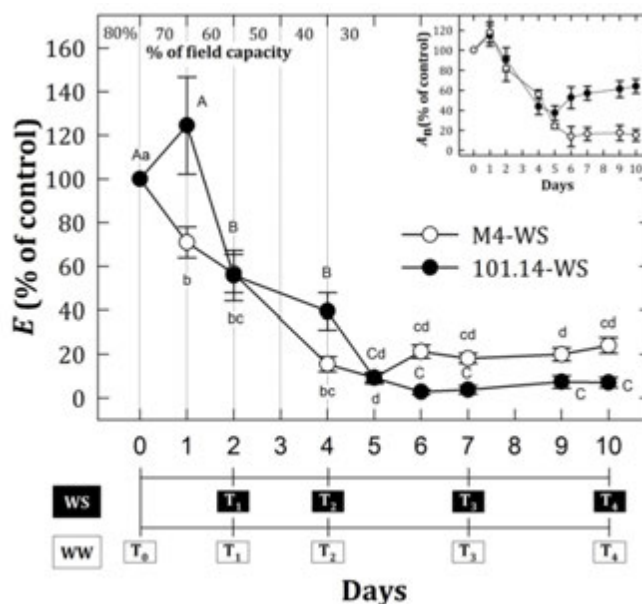 80% 70 60 50 40 30
% of field capacity
E (% of control)
160
140
120
100
80
60
40
20
0
Aa
A
b
B
bc
B
bc
Cd
d
cd
C
cd
C
d
C
cd
C
M4-WS
101.14-WS
Aₙ(% of control)
120
100
80
60
40
20
0
0 1 2 3 4 5 6 7 8 9 10
Days
0 1 2 3 4 5 6 7 8 9 10
WS T₁ T₂ T₃ T₄
WW T₀ T₁ T₂ T₃ T₄
Days